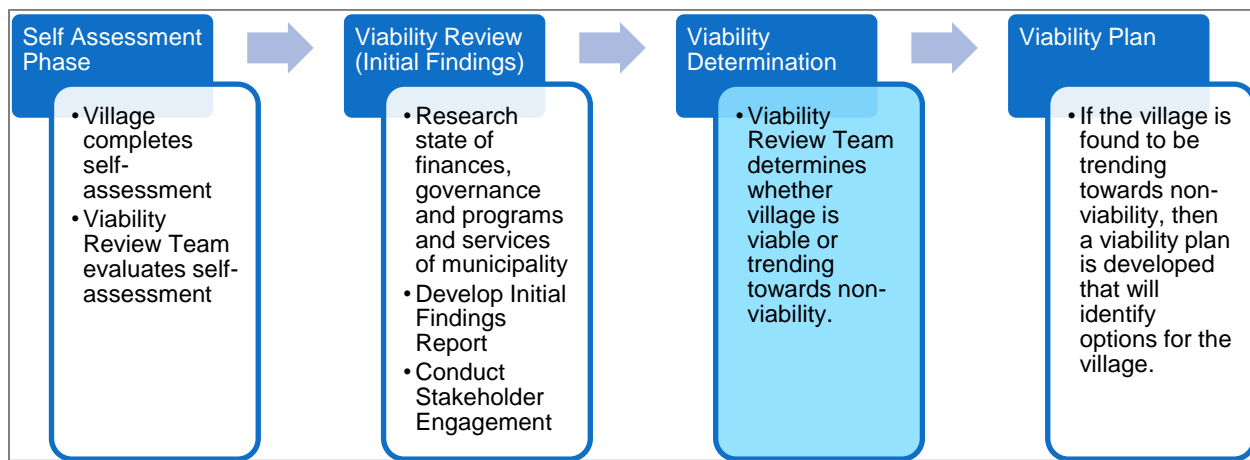 Self Assessment
Phase
• Village
completes
self-
assessment
• Viability
Review Team
evaluates self-
assessment
Viability Review
(Initial Findings)
• Research
state of
finances,
governance
and programs
and services
of municipality
• Develop Initial
Findings
Report
• Conduct
Stakeholder
Engagement
Viability
Determination
• Viability
Review Team
determines
whether
village is
viable or
trending
towards non-
viability.
Viability Plan
• If the village is
found to be
trending
towards non-
viability, then
a viability plan
is developed
that will
identify
options for the
village.